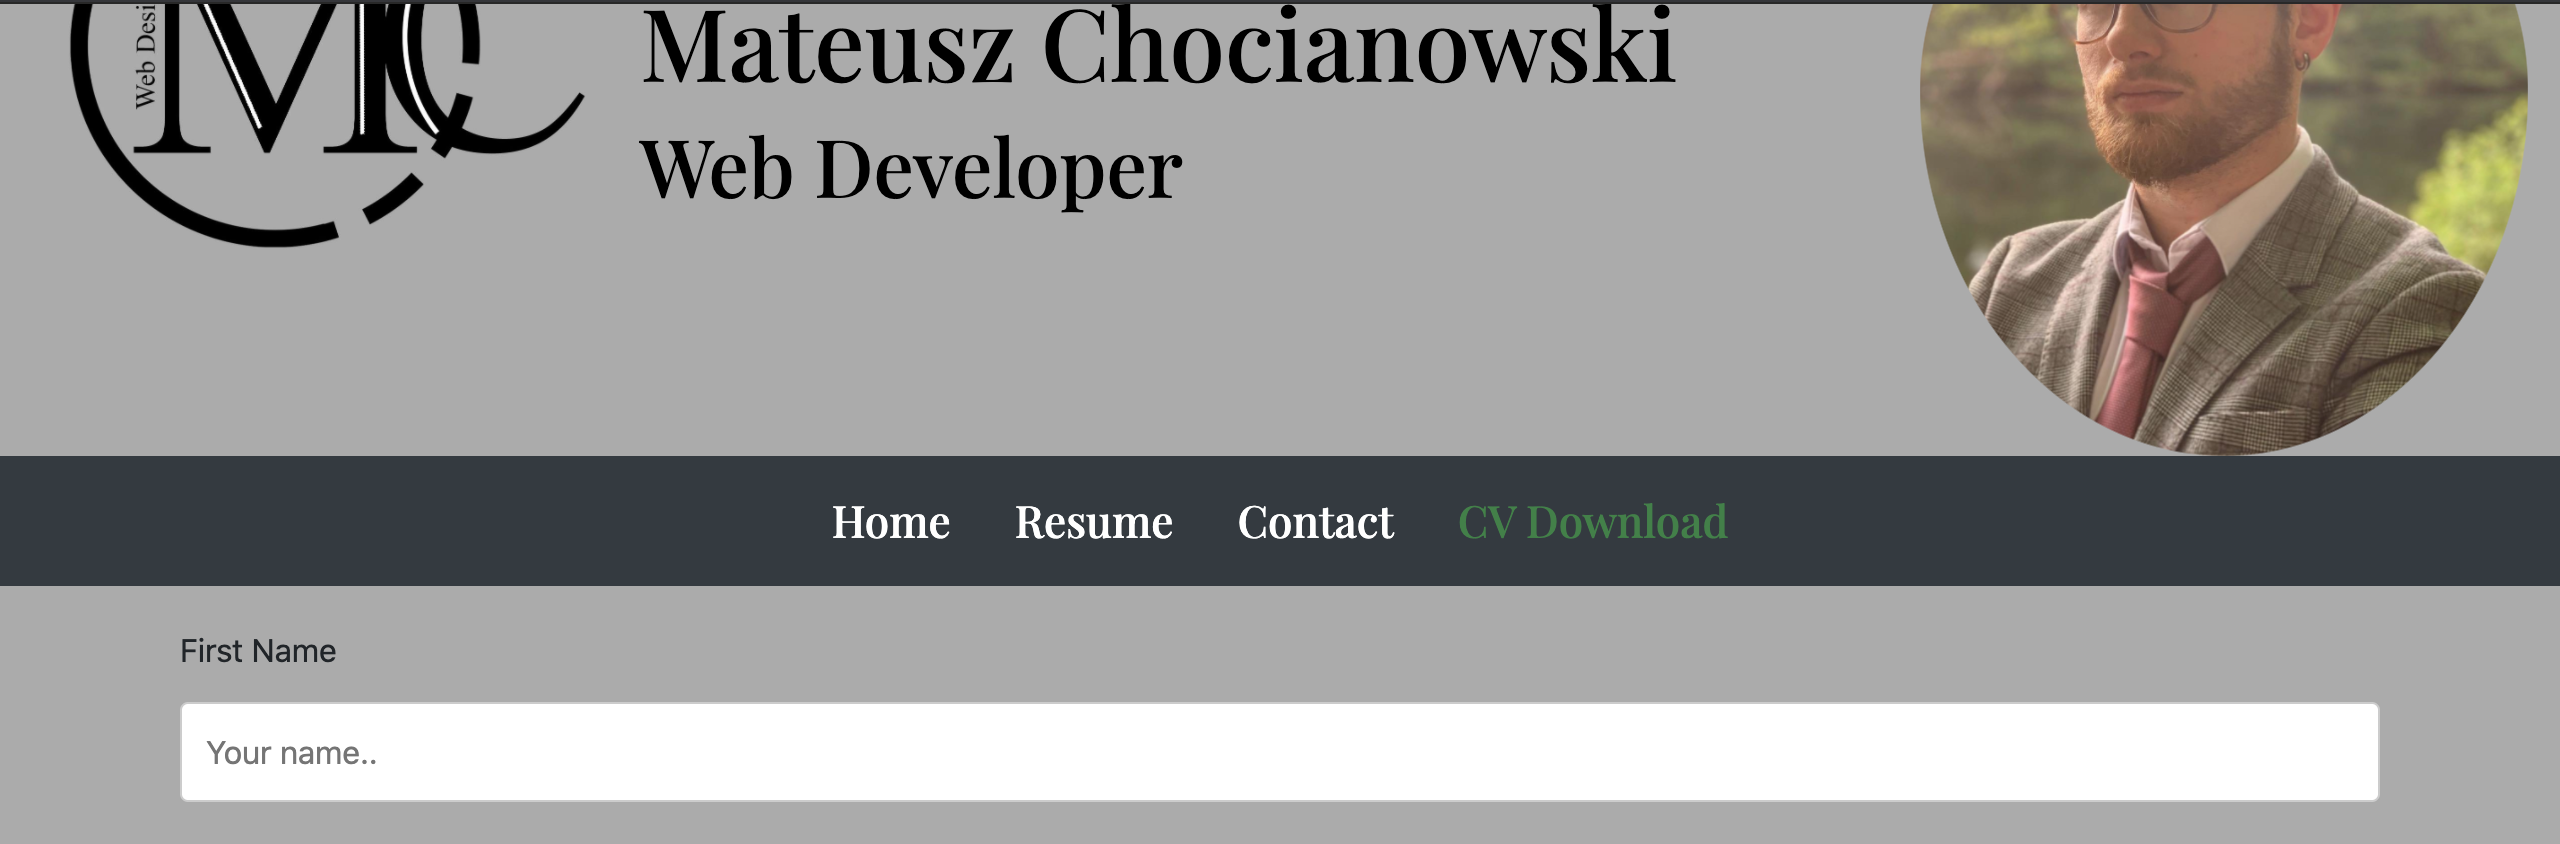 Web Desi
MC
Mateusz Chocianowski
Web Developer
Home Resume Contact CV Download
First Name
Your name..